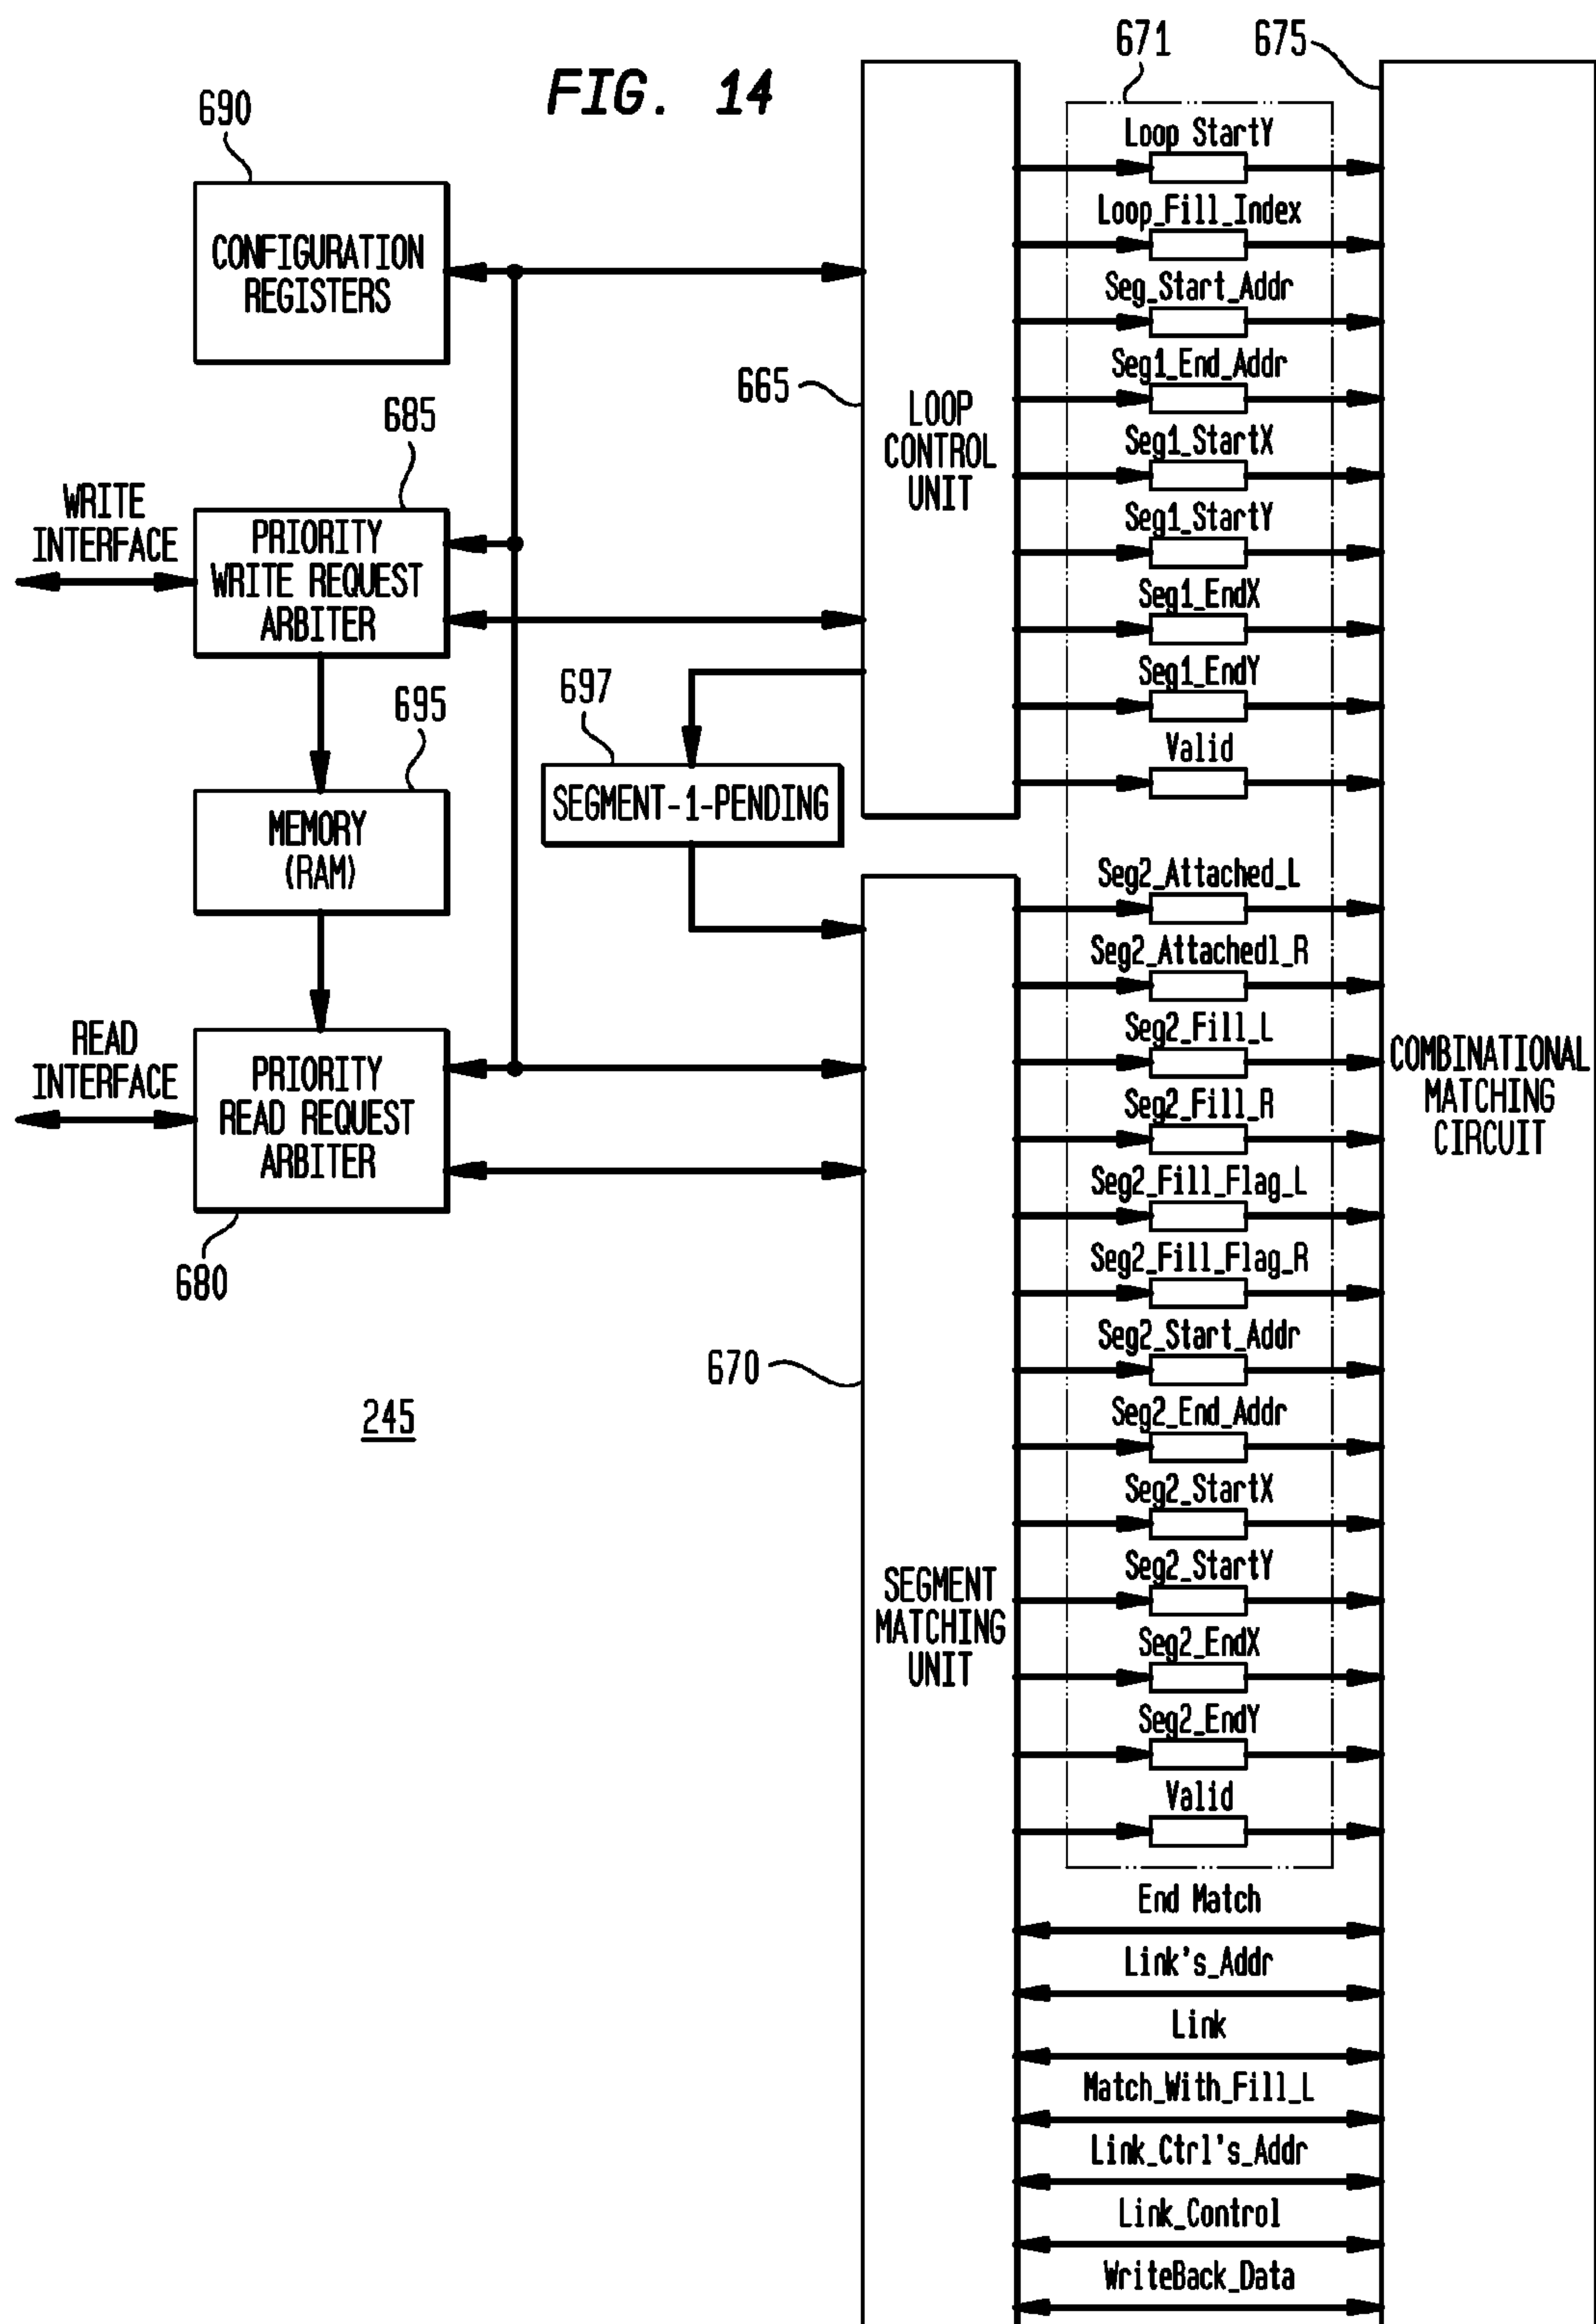 FIG. 14
690
CONFIGURATION
REGISTERS
685
WRITE
INTERFACE
PRIORITY
WRITE REQUEST
ARBITER
695
MEMORY
(RAM)
READ
INTERFACE
PRIORITY
READ REQUEST
ARBITER
680
245
697
SEGMENT-1-PENDING
665
LOOP
CONTROL
UNIT
670
SEGMENT
MATCHING
UNIT
671
675
Loop StartY
Loop_Fill_Index
Seg_Start_Addr
Seg1_End_Addr
Seg1_StartX
Seg1_StartY
Seg1_EndX
Seg1_EndY
Valid
Seg2_Attached_L
Seg2_Attachedl_R
Seg2_Fill_L
Seg2_Fill_R
Seg2_Fill_Flag_L
Seg2_Fill_Flag_R
Seg2_Start_Addr
Seg2_End_Addr
Seg2_StartX
Seg2_StartY
Seg2_EndX
Seg2_EndY
Valid
End Match
Link's_Addr
Link
Match_With_Fill_L
Link_Ctrl's_Addr
Link_Control
WriteBack_Data
COMBINATIONAL
MATCHING
CIRCUIT